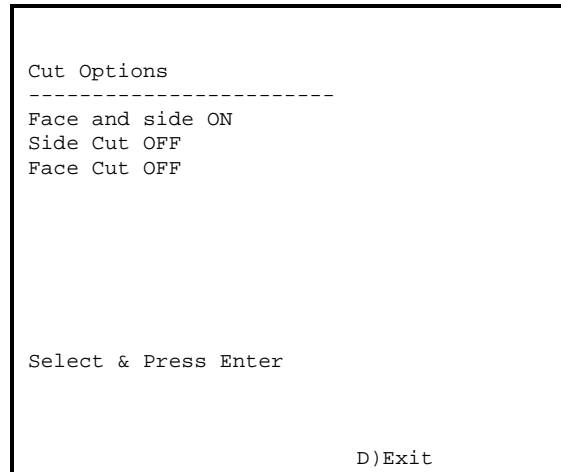 Cut Options
------------------------
Face and side ON
Side Cut OFF
Face Cut OFF
Select & Press Enter
D)Exit